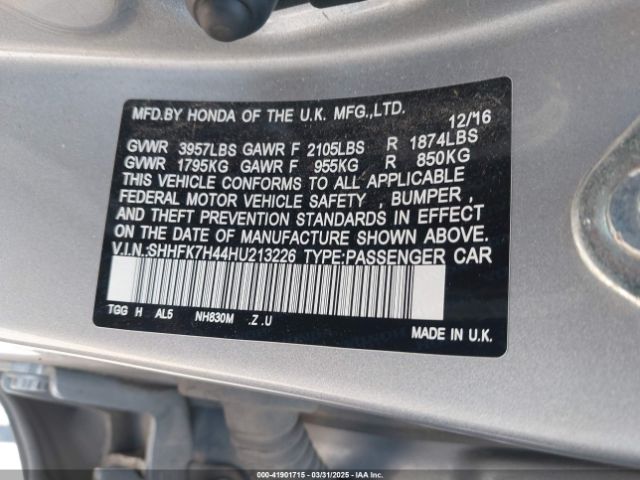 MFD.BY HONDA OF THE U.K. MFG.,LTD.
12/'16
GVWR 3957LBS GAWR F 2105LBS R 1874LBS
GVWR 1795KG GAWR F 955KG R 850KG
THIS VEHICLE CONFORMS TO ALL APPLICABLE
FEDERAL MOTOR VEHICLE SAFETY , BUMPER ,
AND THEFT PREVENTION STANDARDS IN EFFECT
ON THE DATE OF MANUFACTURE SHOWN ABOVE.
V.I.N.:SHHFK7H44HU213226 TYPE:PASSENGER CAR
TGG H AL5 NH830M .Z .U
MADE IN U.K.
000-41901715 - 03/31/2025 - All Rights Reserved